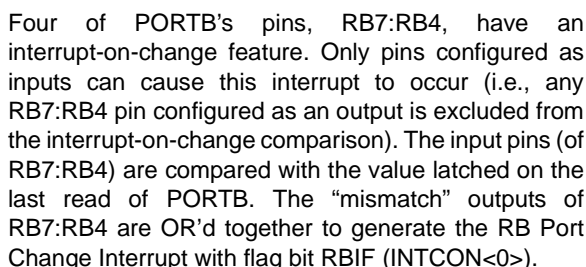 Four of PORTB’s pins, RB7:RB4, have an
interrupt-on-change feature. Only pins configured as
inputs can cause this interrupt to occur (i.e., any
RB7:RB4 pin configured as an output is excluded from
the interrupt-on-change comparison). The input pins (of
RB7:RB4) are compared with the value latched on the
last read of PORTB. The “mismatch” outputs of
RB7:RB4 are OR’d together to generate the RB Port
Change Interrupt with flag bit RBIF (INTCON<0>).